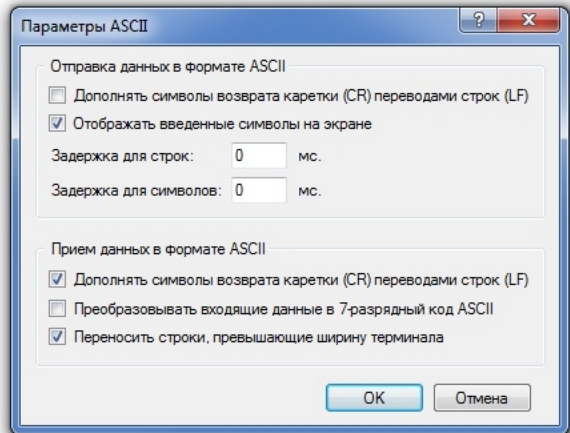 Параметры ASCII
?
Отправка данных в формате ASCII
Дополнять символы возврата каретки (CR) переводами строк (LF)
Отображать введенные символы на экране
Задержка для строк: 0 мс.
Задержка для символов: 0 мс.
Прием данных в формате ASCII
Дополнять символы возврата каретки (CR) переводами строк (LF)
Преобразовывать входящие данные в 7-разрядный код ASCII
Переносить строки, превышающие ширину терминала
OK Отмена